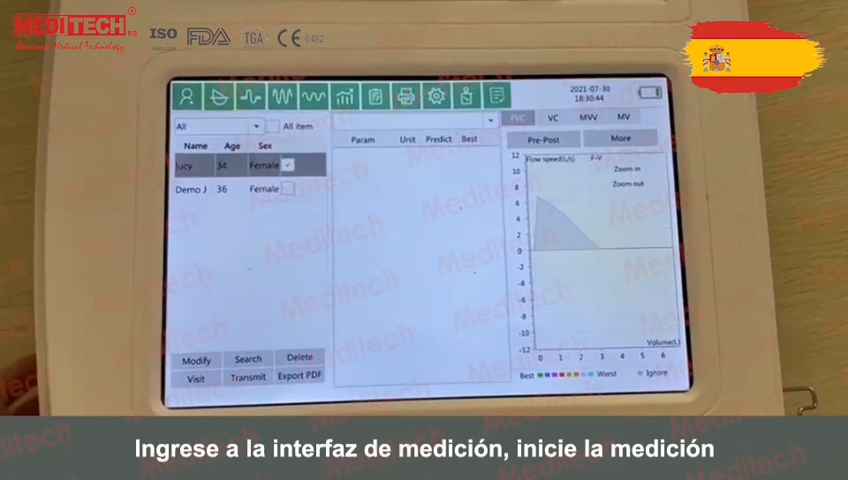 MEDITECH EQ
Advanced Medical Technology
ISO FDA TGA CE 0482
2021-07-30
18:30:44
All
All item
Name Age Sex
lucy 34 Female
Demo J 36 Female
Param Unit Predict Best
FVC VC MVV MV
Pre-Post More
Flow speed(L/s) F-V
Zoom in
Zoom out
12
10
8
6
4
2
0
-2
-4
-6
-8
-10
-12
0 1 2 3 4 5 6
Volume(L)
Best Worst Ignore
Modify Search Delete
Visit Transmit Export PDF
Meditech
Ingrese a la interfaz de medición, inicie la medición